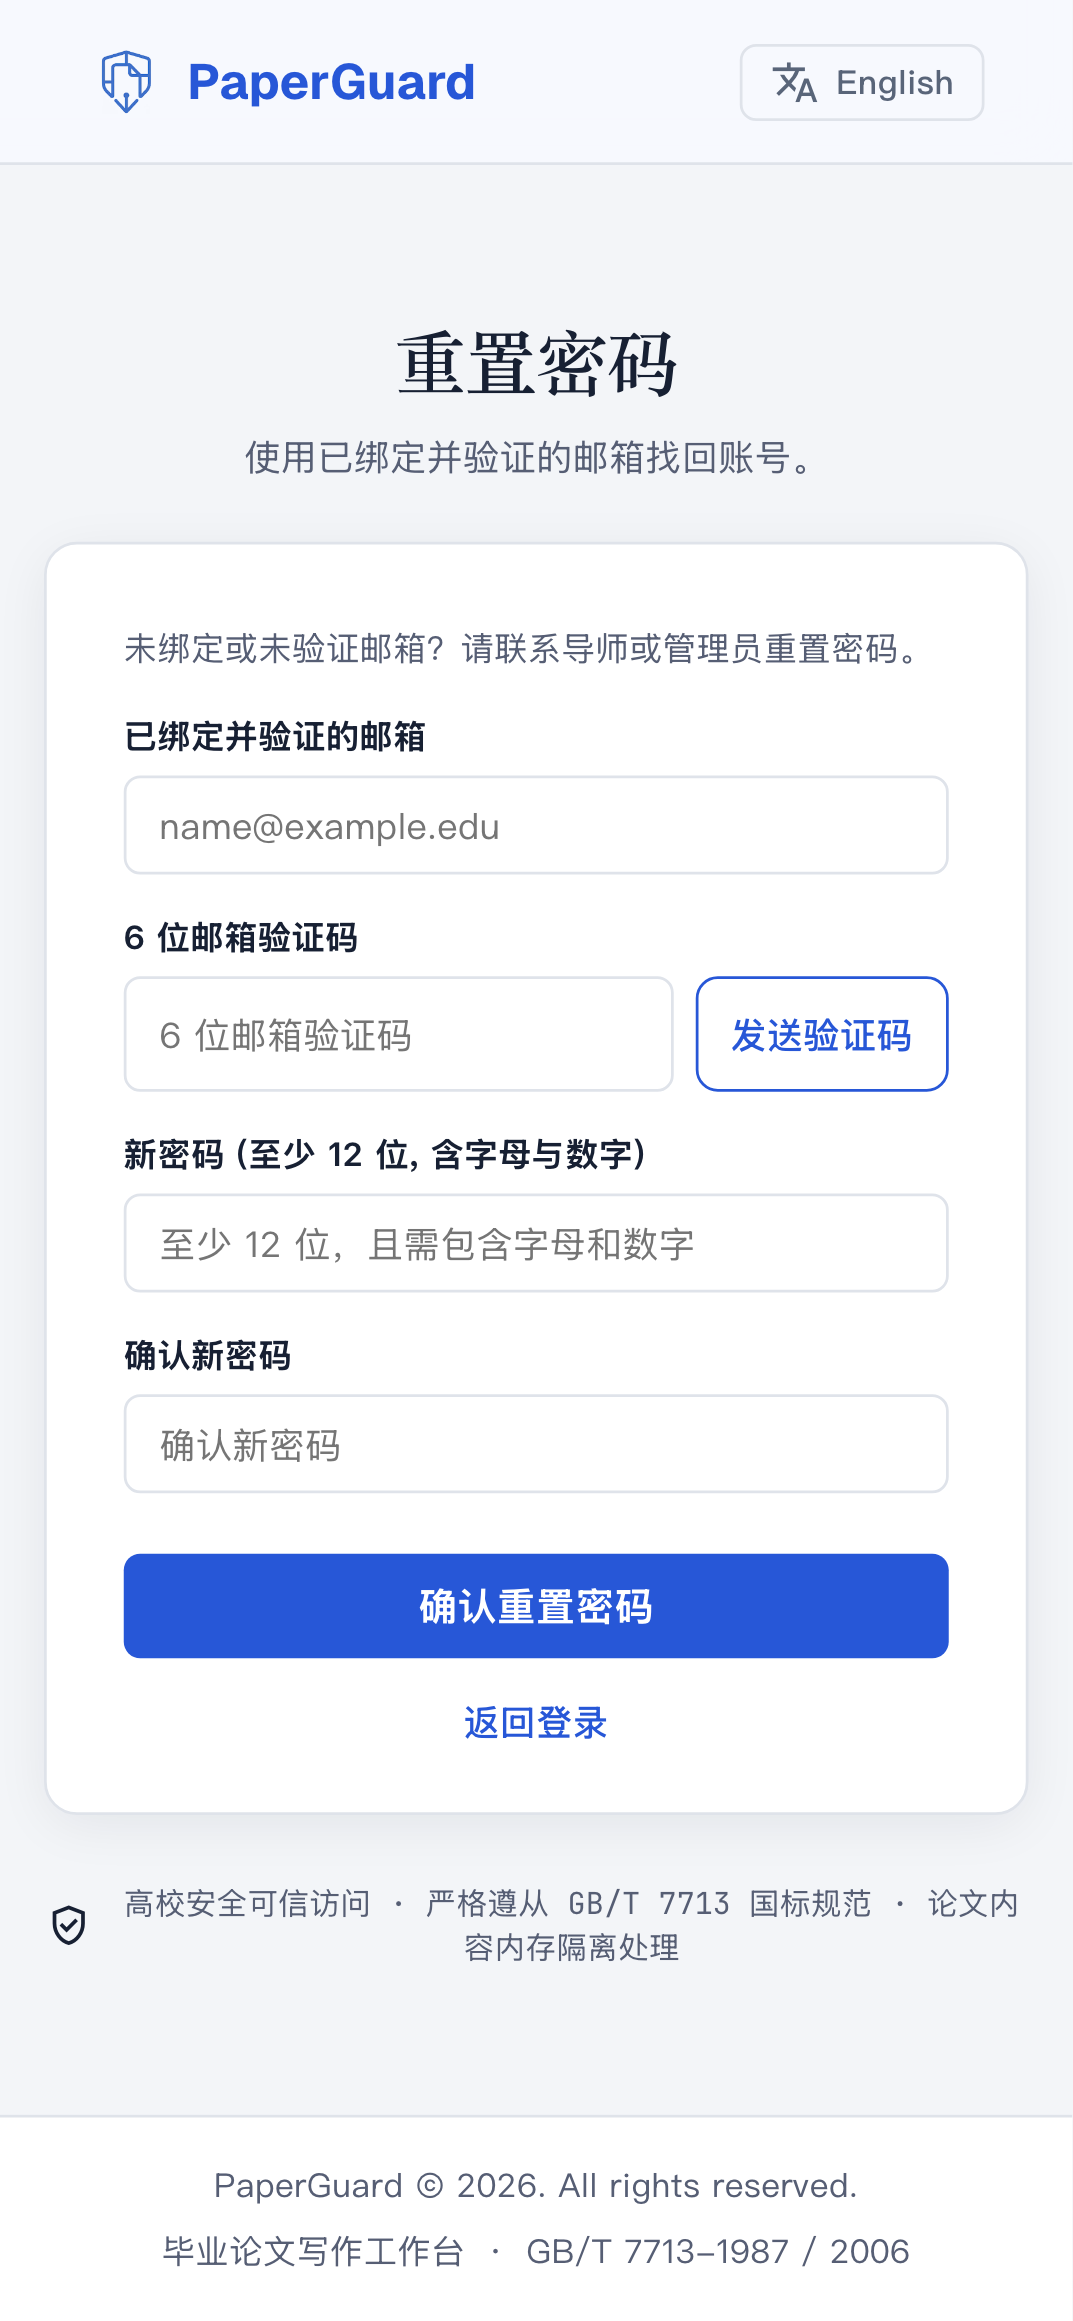 PaperGuard
English
重置密码
使用已绑定并验证的邮箱找回账号。
未绑定或未验证邮箱？请联系导师或管理员重置密码。
已绑定并验证的邮箱
name@example.edu
6 位邮箱验证码
6 位邮箱验证码
发送验证码
新密码 (至少 12 位, 含字母与数字)
至少 12 位，且需包含字母和数字
确认新密码
确认新密码
确认重置密码
返回登录
高校安全可信访问 · 严格遵从 GB/T 7713 国标规范 · 论文内
容内存隔离处理
PaperGuard © 2026. All rights reserved.
毕业论文写作工作台 · GB/T 7713-1987 / 2006